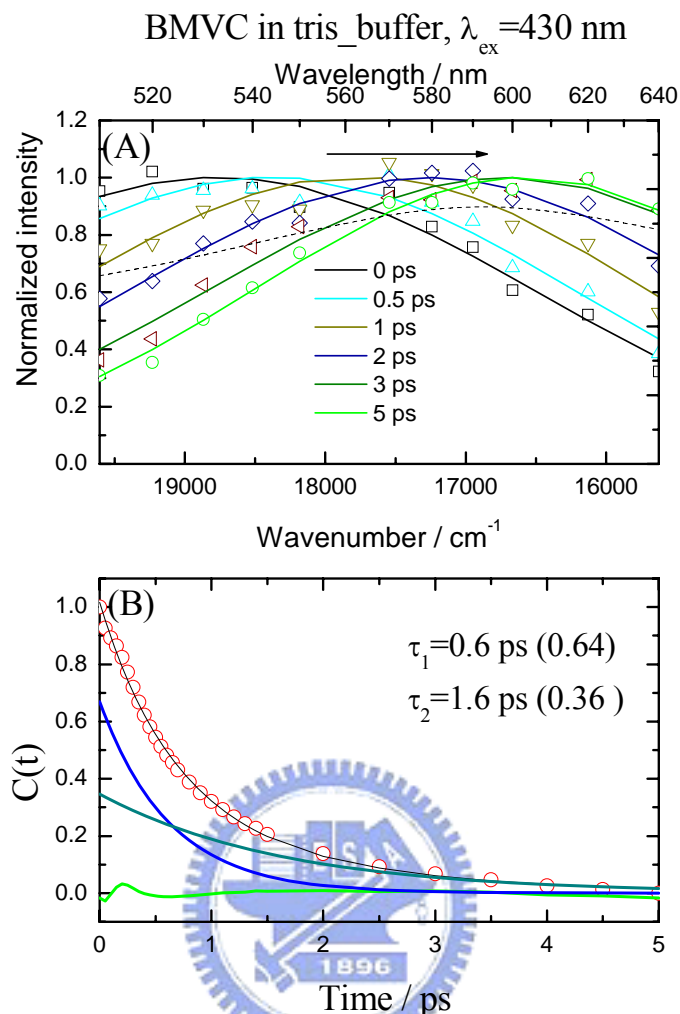 BMVC in tris_buffer, λex=430 nm
Wavelength / nm
520 540 560 580 600 620 640
(A)
Normalized intensity
1.2
1.0
0.8
0.6
0.4
0.2
0.0
0 ps
0.5 ps
1 ps
2 ps
3 ps
5 ps
19000 18000 17000 16000
Wavenumber / cm⁻¹
(B)
C(t)
1.0
0.8
0.6
0.4
0.2
0.0
τ1=0.6 ps (0.64)
τ2=1.6 ps (0.36 )
0 1 2 3 4 5
1896
Time / ps